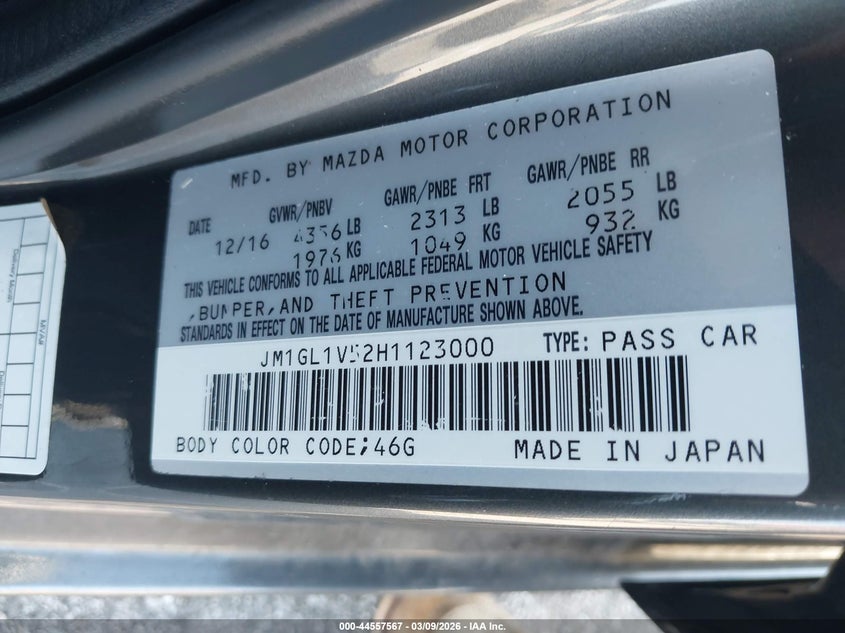 MFD. BY MAZDA MOTOR CORPORATION
DATE GVWR/PNBV GAWR/PNBE FRT GAWR/PNBE RR
12/16 4356 LB 2313 LB 2055 LB
1976 KG 1049 KG 932 KG
THIS VEHICLE CONFORMS TO ALL APPLICABLE FEDERAL MOTOR VEHICLE SAFETY
,BUMPER,AND THEFT PREVENTION
STANDARDS IN EFFECT ON THE DATE OF MANUFACTURE SHOWN ABOVE.
JM1GL1V52H1123000 TYPE: PASS CAR
BODY COLOR CODE;46G MADE IN JAPAN
000-44557567 - 03/09/2026 - IAA Inc.